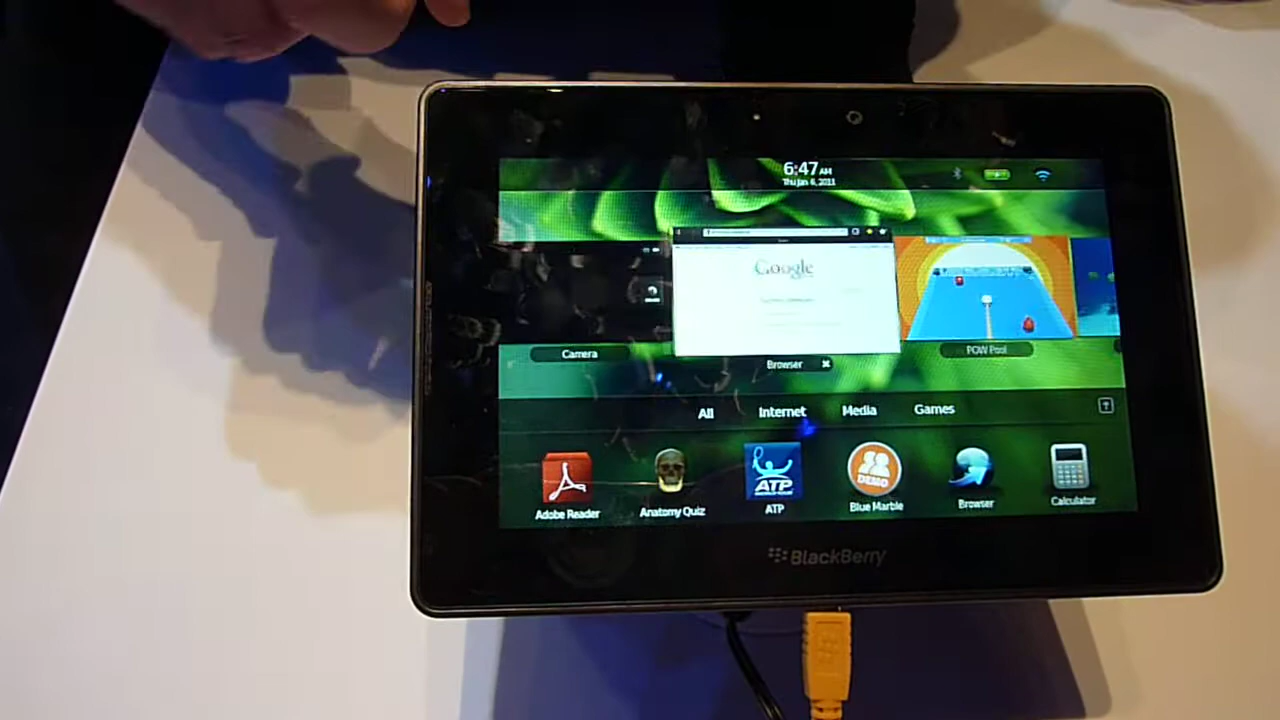 6:47 AM
Thu Jan 6, 2011
Google
Camera
Browser
POW Pool
All Internet Media Games
DEMO
ATP
Adobe Reader Anatomy Quiz ATP Blue Marble Browser Calculator
BlackBerry